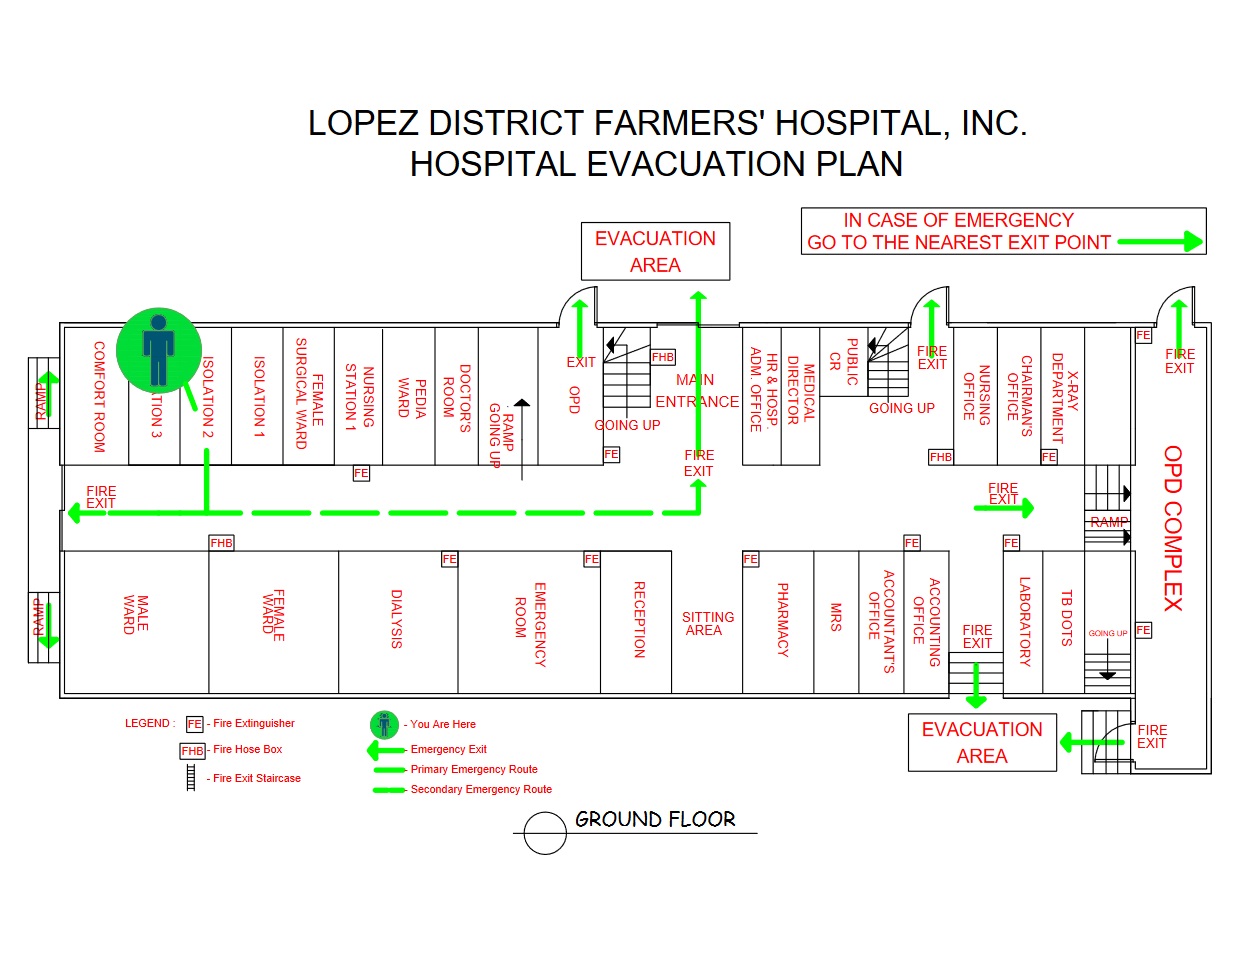 LOPEZ DISTRICT FARMERS' HOSPITAL, INC.
HOSPITAL EVACUATION PLAN
IN CASE OF EMERGENCY
GO TO THE NEAREST EXIT POINT
EVACUATION
AREA
RAMP
COMFORT ROOM
ATION 3
ISOLATION 2
ISOLATION 1
FEMALE
SURGICAL WARD
NURSING
STATION 1
PEDIA
WARD
DOCTOR'S
ROOM
RAMP
GOING UP
EXIT
OPD
GOING UP
FHB
MAIN
ENTRANCE
FE
FE
FIRE
EXIT
HR & HOSP.
ADM. OFFICE
MEDICAL
DIRECTOR
PUBLIC
CR
GOING UP
FIRE
EXIT
FHB
NURSING
OFFICE
CHAIRMAN'S
OFFICE
X-RAY
DEPARTMENT
FE
FE
FIRE
EXIT
OPD COMPLEX
FIRE
EXIT
FIRE
EXIT
RAMP
FHB
FE
FE
FE
FE
FE
RAMP
MALE
WARD
FEMALE
WARD
DIALYSIS
EMERGENCY
ROOM
RECEPTION
SITTING
AREA
PHARMACY
MRS
ACCOUNTANT'S
OFFICE
ACCOUNTING
OFFICE
FIRE
EXIT
LABORATORY
TB DOTS
GOING UP
FE
EVACUATION
AREA
FIRE
EXIT
LEGEND :
FE - Fire Extinguisher
FHB - Fire Hose Box
- Fire Exit Staircase
- You Are Here
- Emergency Exit
- Primary Emergency Route
- Secondary Emergency Route
GROUND FLOOR